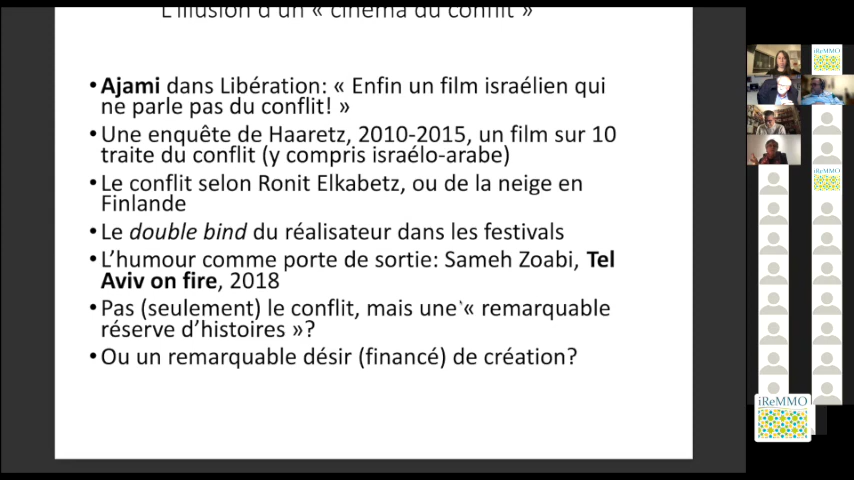 L'illusion d'un « cinéma du conflit »
• Ajami dans Libération: « Enfin un film israélien qui
ne parle pas du conflit! »
• Une enquête de Haaretz, 2010-2015, un film sur 10
traite du conflit (y compris israélo-arabe)
• Le conflit selon Ronit Elkabetz, ou de la neige en
Finlande
• Le double bind du réalisateur dans les festivals
• L'humour comme porte de sortie: Sameh Zoabi, Tel
Aviv on fire, 2018
• Pas (seulement) le conflit, mais une « remarquable
réserve d'histoires »?
• Ou un remarquable désir (financé) de création?
iReMMO
iReMMO
iReMMO